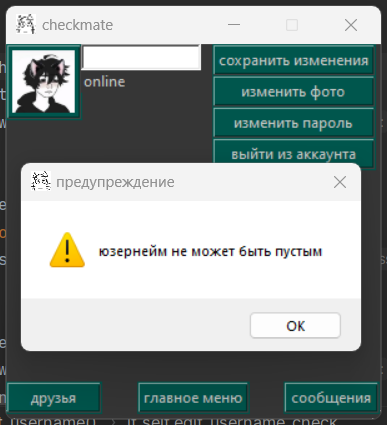 checkmate
сохранить изменения
online
изменить фото
изменить пароль
выйти из аккаунта
предупреждение
юзернейм не может быть пустым
ОК
друзья
главное меню
сообщения